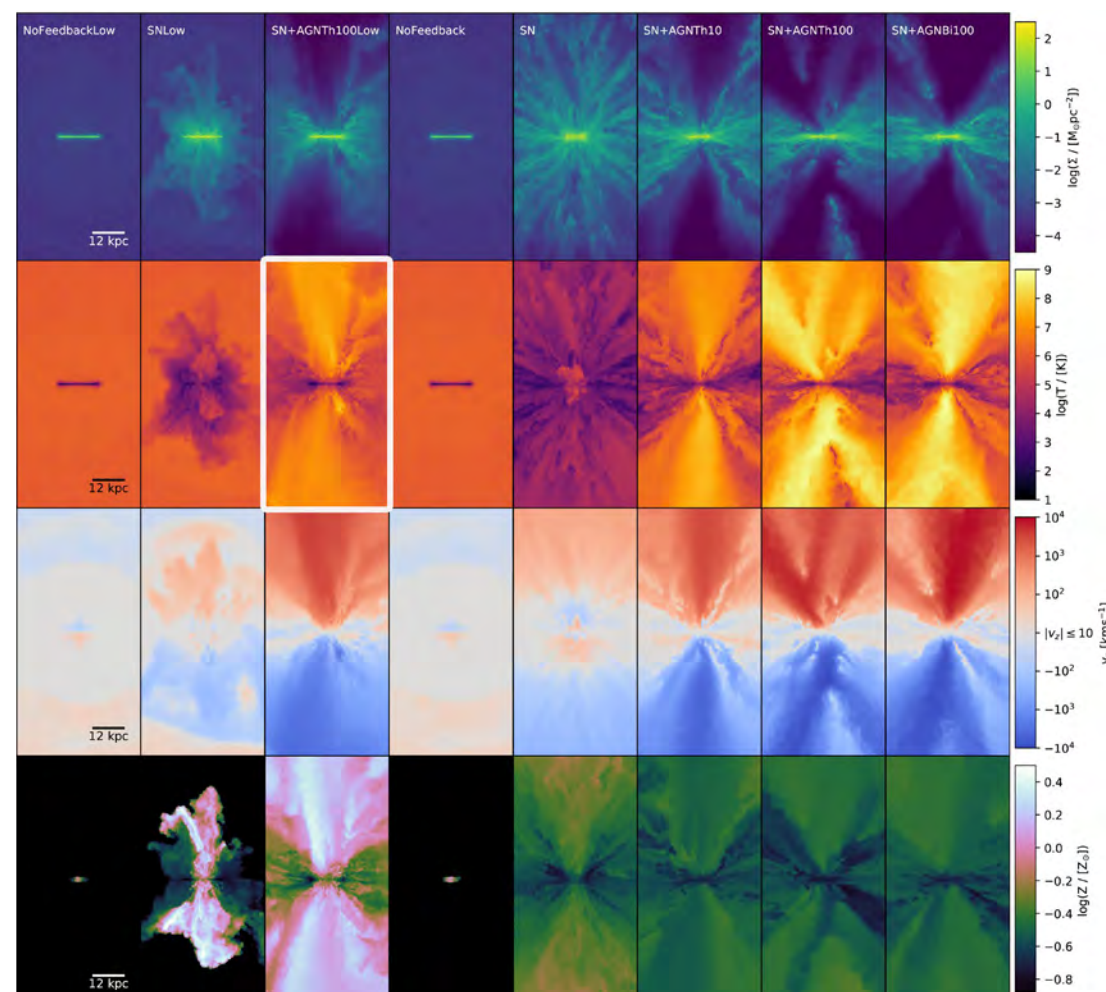 NoFeedbackLow
SNLow
SN+AGNTh100Low
NoFeedback
SN
SN+AGNTh10
SN+AGNTh100
SN+AGNBi100
12 kpc
2
1
0
−1
−2
−3
−4
log(Σ / [M⊙pc⁻²])
12 kpc
9
8
7
6
5
4
3
2
1
log(T / [K])
12 kpc
10⁴
10³
10²
|v_z| ≤ 10
−10²
−10³
−10⁴
[kms⁻¹]
12 kpc
0.4
0.2
0.0
−0.2
−0.4
−0.6
−0.8
log(Z / [Z⊙])